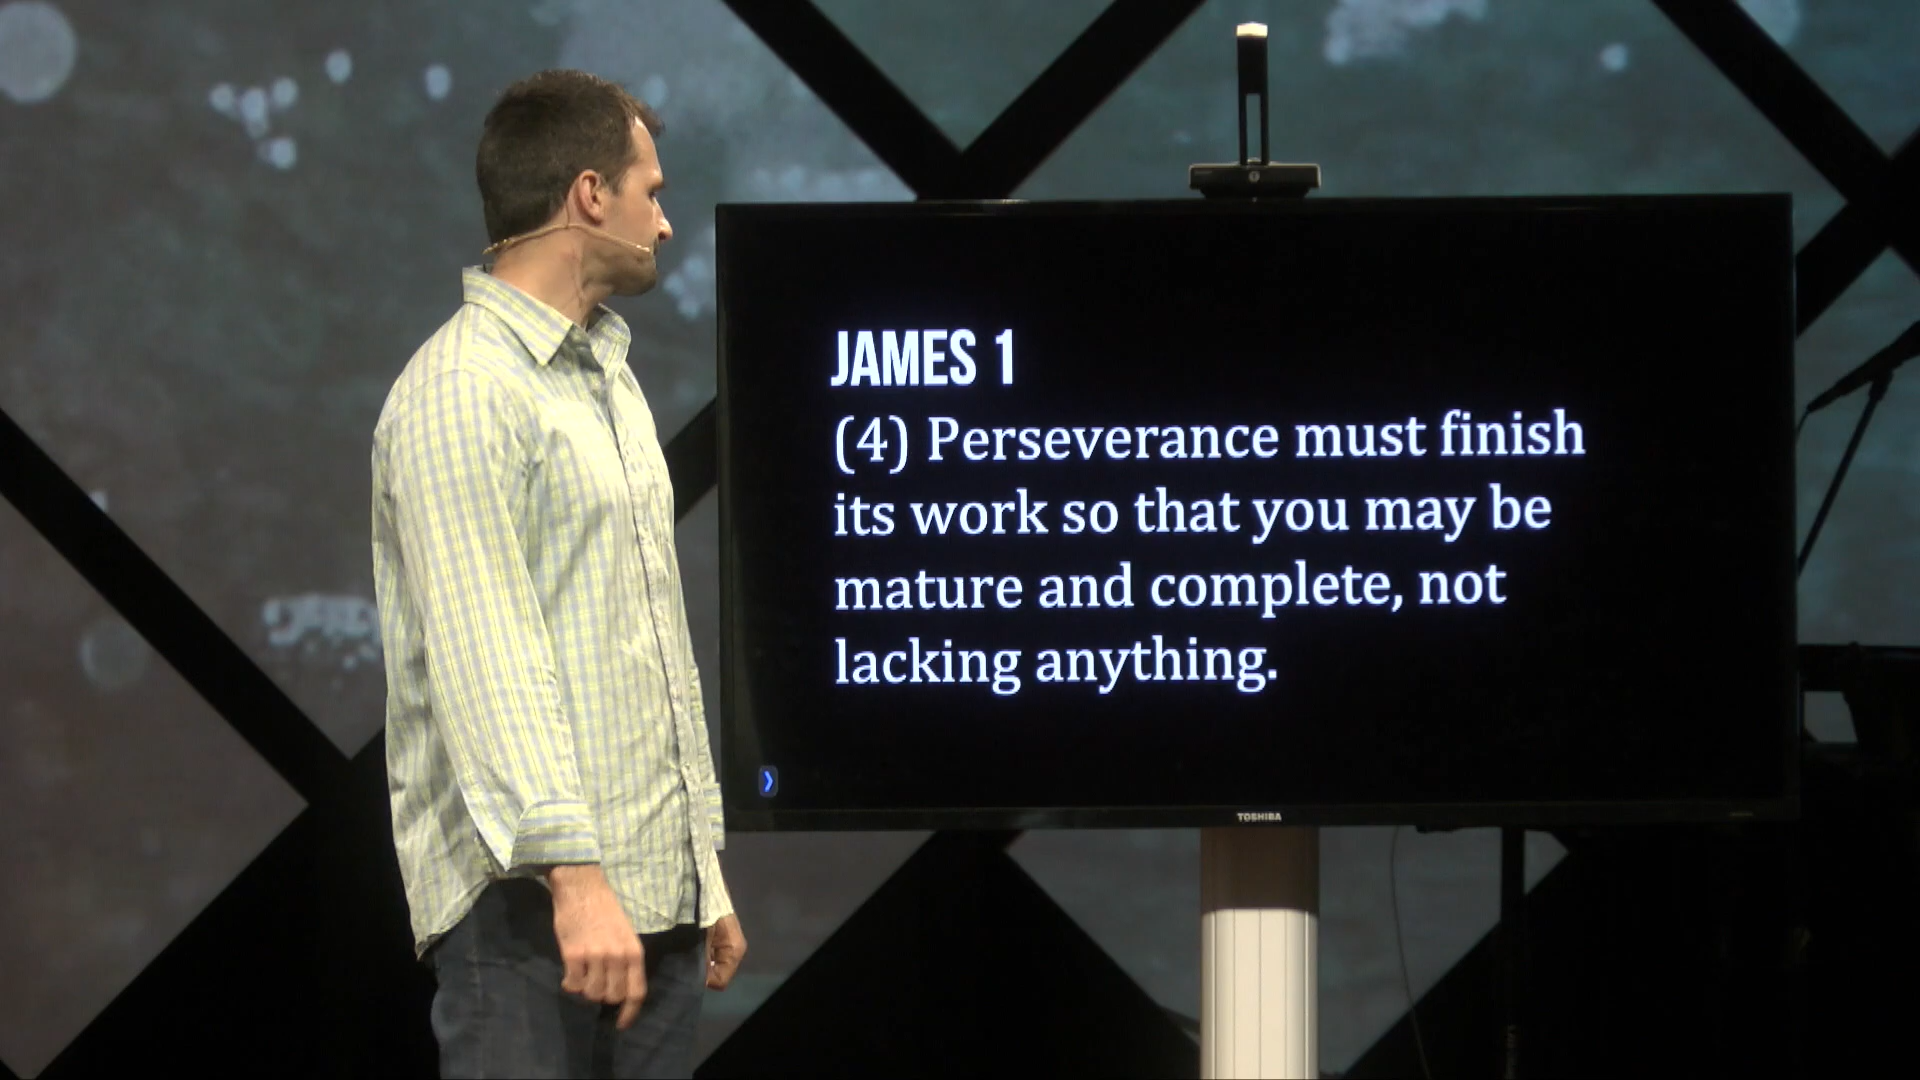 JAMES 1
(4) Perseverance must finish
its work so that you may be
mature and complete, not
lacking anything.
TOSHIBA